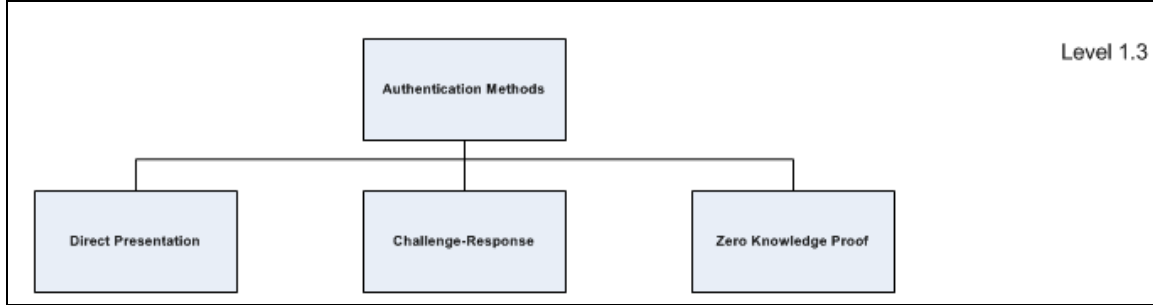 Level 1.3
Authentication Methods
Direct Presentation
Challenge-Response
Zero Knowledge Proof